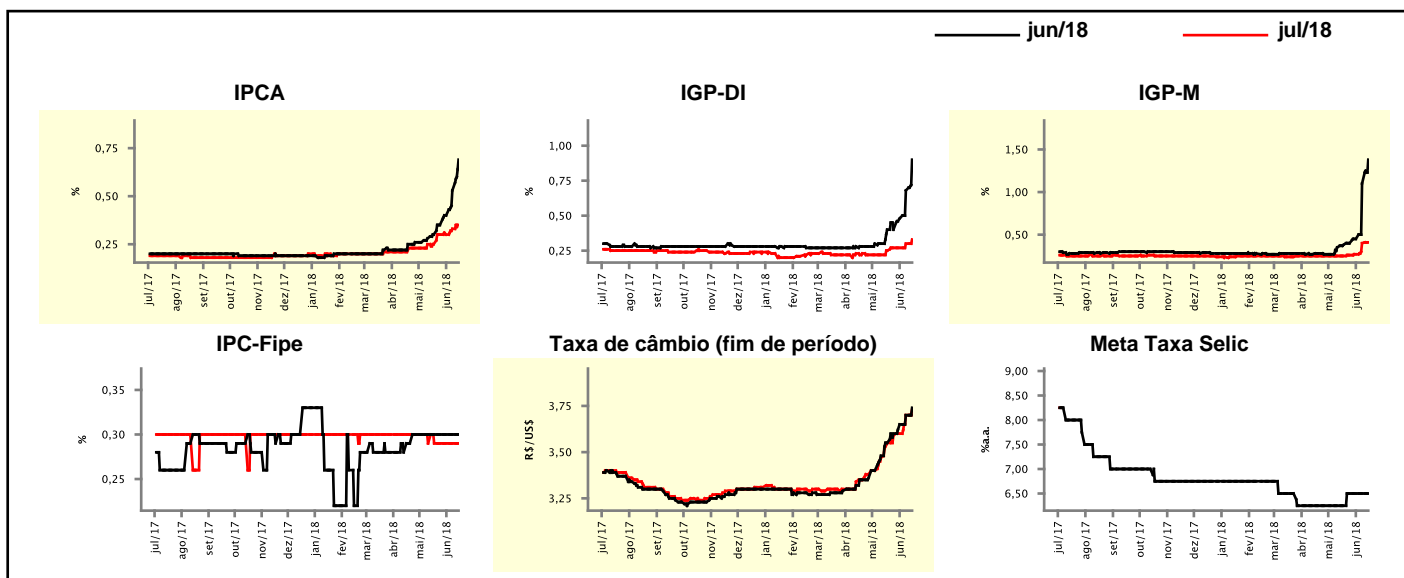 jun/18 jul/18
IPCA IGP-DI IGP-M
%
0,75
0,50
0,25
jul/17 ago/17 set/17 out/17 nov/17 dez/17 jan/18 fev/18 mar/18 abr/18 mai/18 jun/18
%
1,00
0,75
0,50
0,25
jul/17 ago/17 set/17 out/17 nov/17 dez/17 jan/18 fev/18 mar/18 abr/18 mai/18 jun/18
%
1,50
1,00
0,50
jul/17 ago/17 set/17 out/17 nov/17 dez/17 jan/18 fev/18 mar/18 abr/18 mai/18 jun/18
IPC-Fipe Taxa de câmbio (fim de período) Meta Taxa Selic
%
0,35
0,30
0,25
jul/17 ago/17 set/17 out/17 nov/17 dez/17 jan/18 fev/18 mar/18 abr/18 mai/18 jun/18
R$/US$
3,75
3,50
3,25
jul/17 ago/17 set/17 out/17 nov/17 dez/17 jan/18 fev/18 mar/18 abr/18 mai/18 jun/18
%a.a.
9,00
8,00
7,50
7,00
6,50
jul/17 ago/17 set/17 out/17 nov/17 dez/17 jan/18 fev/18 mar/18 abr/18 mai/18 jun/18